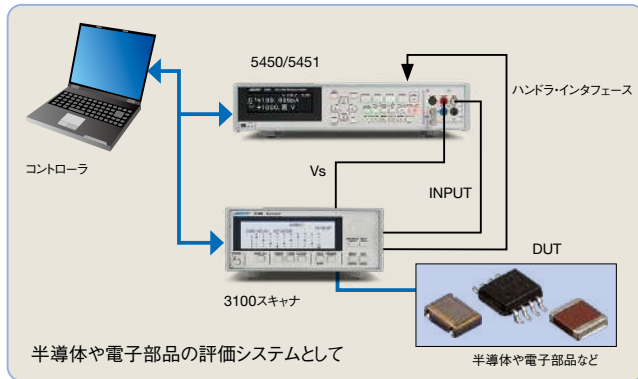 5450/5451
ハンドラ・インタフェース
コントローラ
Vs
INPUT
DUT
3100スキャナ
半導体や電子部品の評価システムとして
半導体や電子部品など